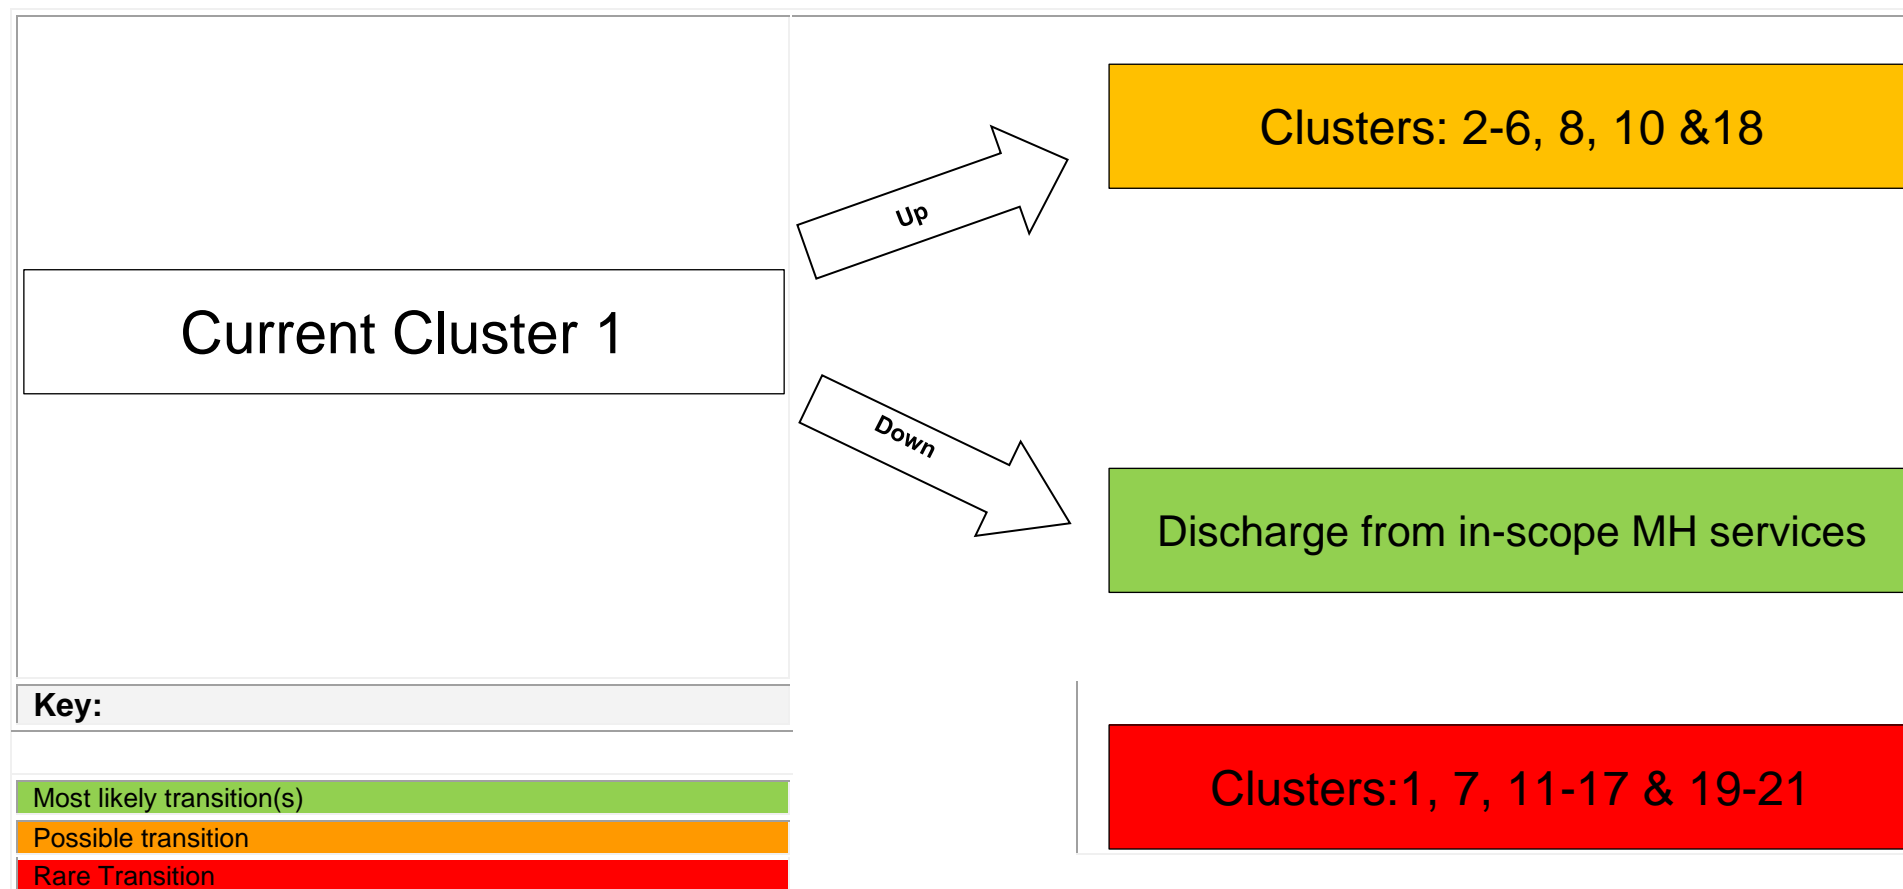 Clusters: 2-6, 8, 10 &18
Up
Current Cluster 1
Down
Discharge from in-scope MH services
Key:
Clusters:1, 7, 11-17 & 19-21
Most likely transition(s)
Possible transition
Rare Transition